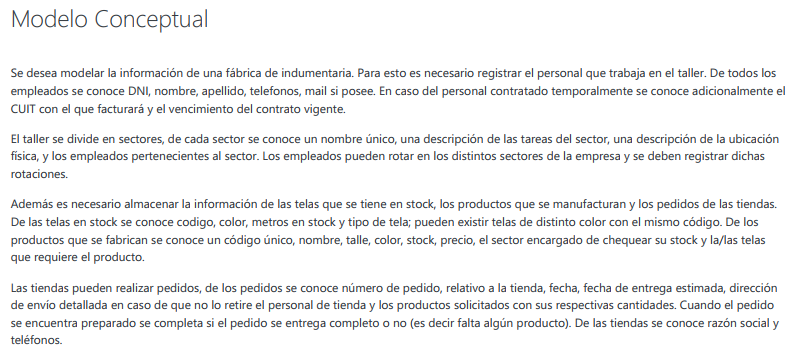 Modelo Conceptual
Se desea modelar la información de una fábrica de indumentaria. Para esto es necesario registrar el personal que trabaja en el taller. De todos los
empleados se conoce DNI, nombre, apellido, telefonos, mail si posee. En caso del personal contratado temporalmente se conoce adicionalmente el
CUIT con el que facturará y el vencimiento del contrato vigente.
El taller se divide en sectores, de cada sector se conoce un nombre único, una descripción de las tareas del sector, una descripción de la ubicación
física, y los empleados pertenecientes al sector. Los empleados pueden rotar en los distintos sectores de la empresa y se deben registrar dichas
rotaciones.
Además es necesario almacenar la información de las telas que se tiene en stock, los productos que se manufacturan y los pedidos de las tiendas.
De las telas en stock se conoce codigo, color, metros en stock y tipo de tela; pueden existir telas de distinto color con el mismo código. De los
productos que se fabrican se conoce un código único, nombre, talle, color, stock, precio, el sector encargado de chequear su stock y la/las telas
que requiere el producto.
Las tiendas pueden realizar pedidos, de los pedidos se conoce número de pedido, relativo a la tienda, fecha, fecha de entrega estimada, dirección
de envío detallada en caso de que no lo retire el personal de tienda y los productos solicitados con sus respectivas cantidades. Cuando el pedido
se encuentra preparado se completa si el pedido se entrega completo o no (es decir falta algún producto). De las tiendas se conoce razón social y
teléfonos.